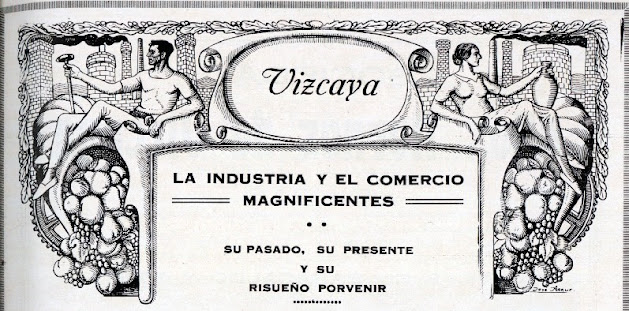 Vizcaya
LA INDUSTRIA Y EL COMERCIO
MAGNIFICENTES
SU PASADO, SU PRESENTE
Y SU
RISUEÑO PORVENIR